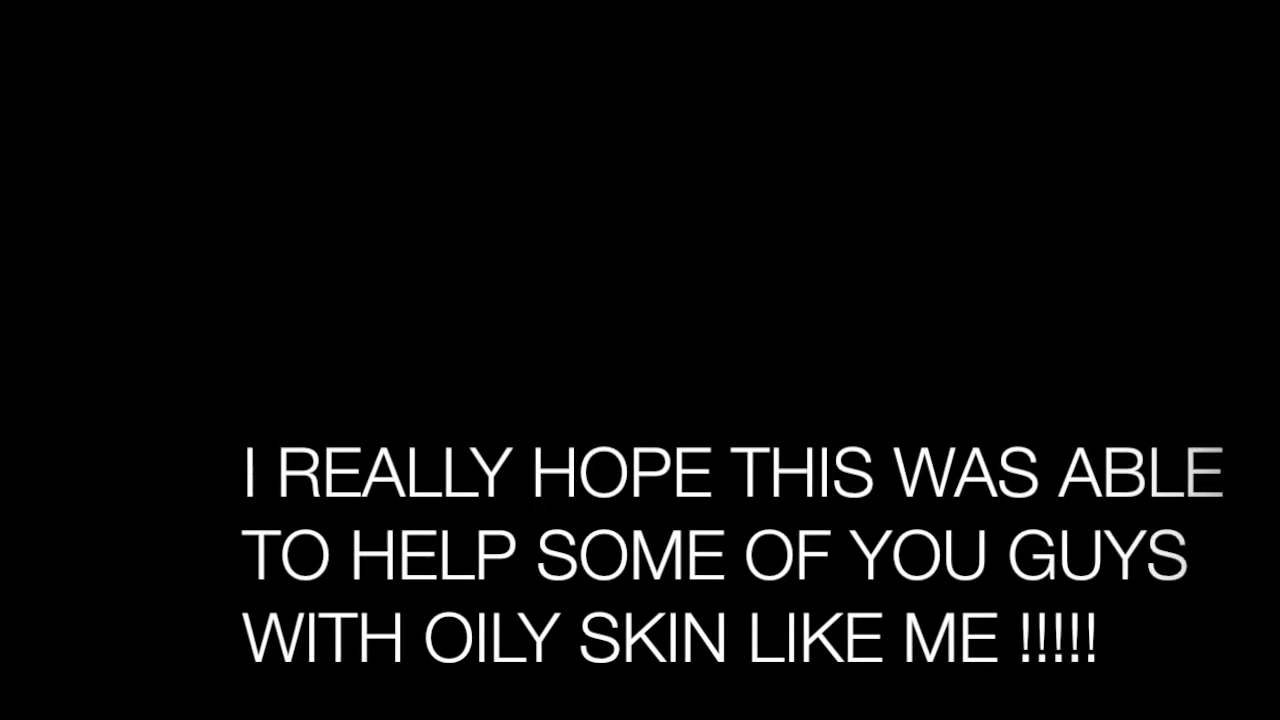 I REALLY HOPE THIS WAS ABLE
TO HELP SOME OF YOU GUYS
WITH OILY SKIN LIKE ME !!!!!